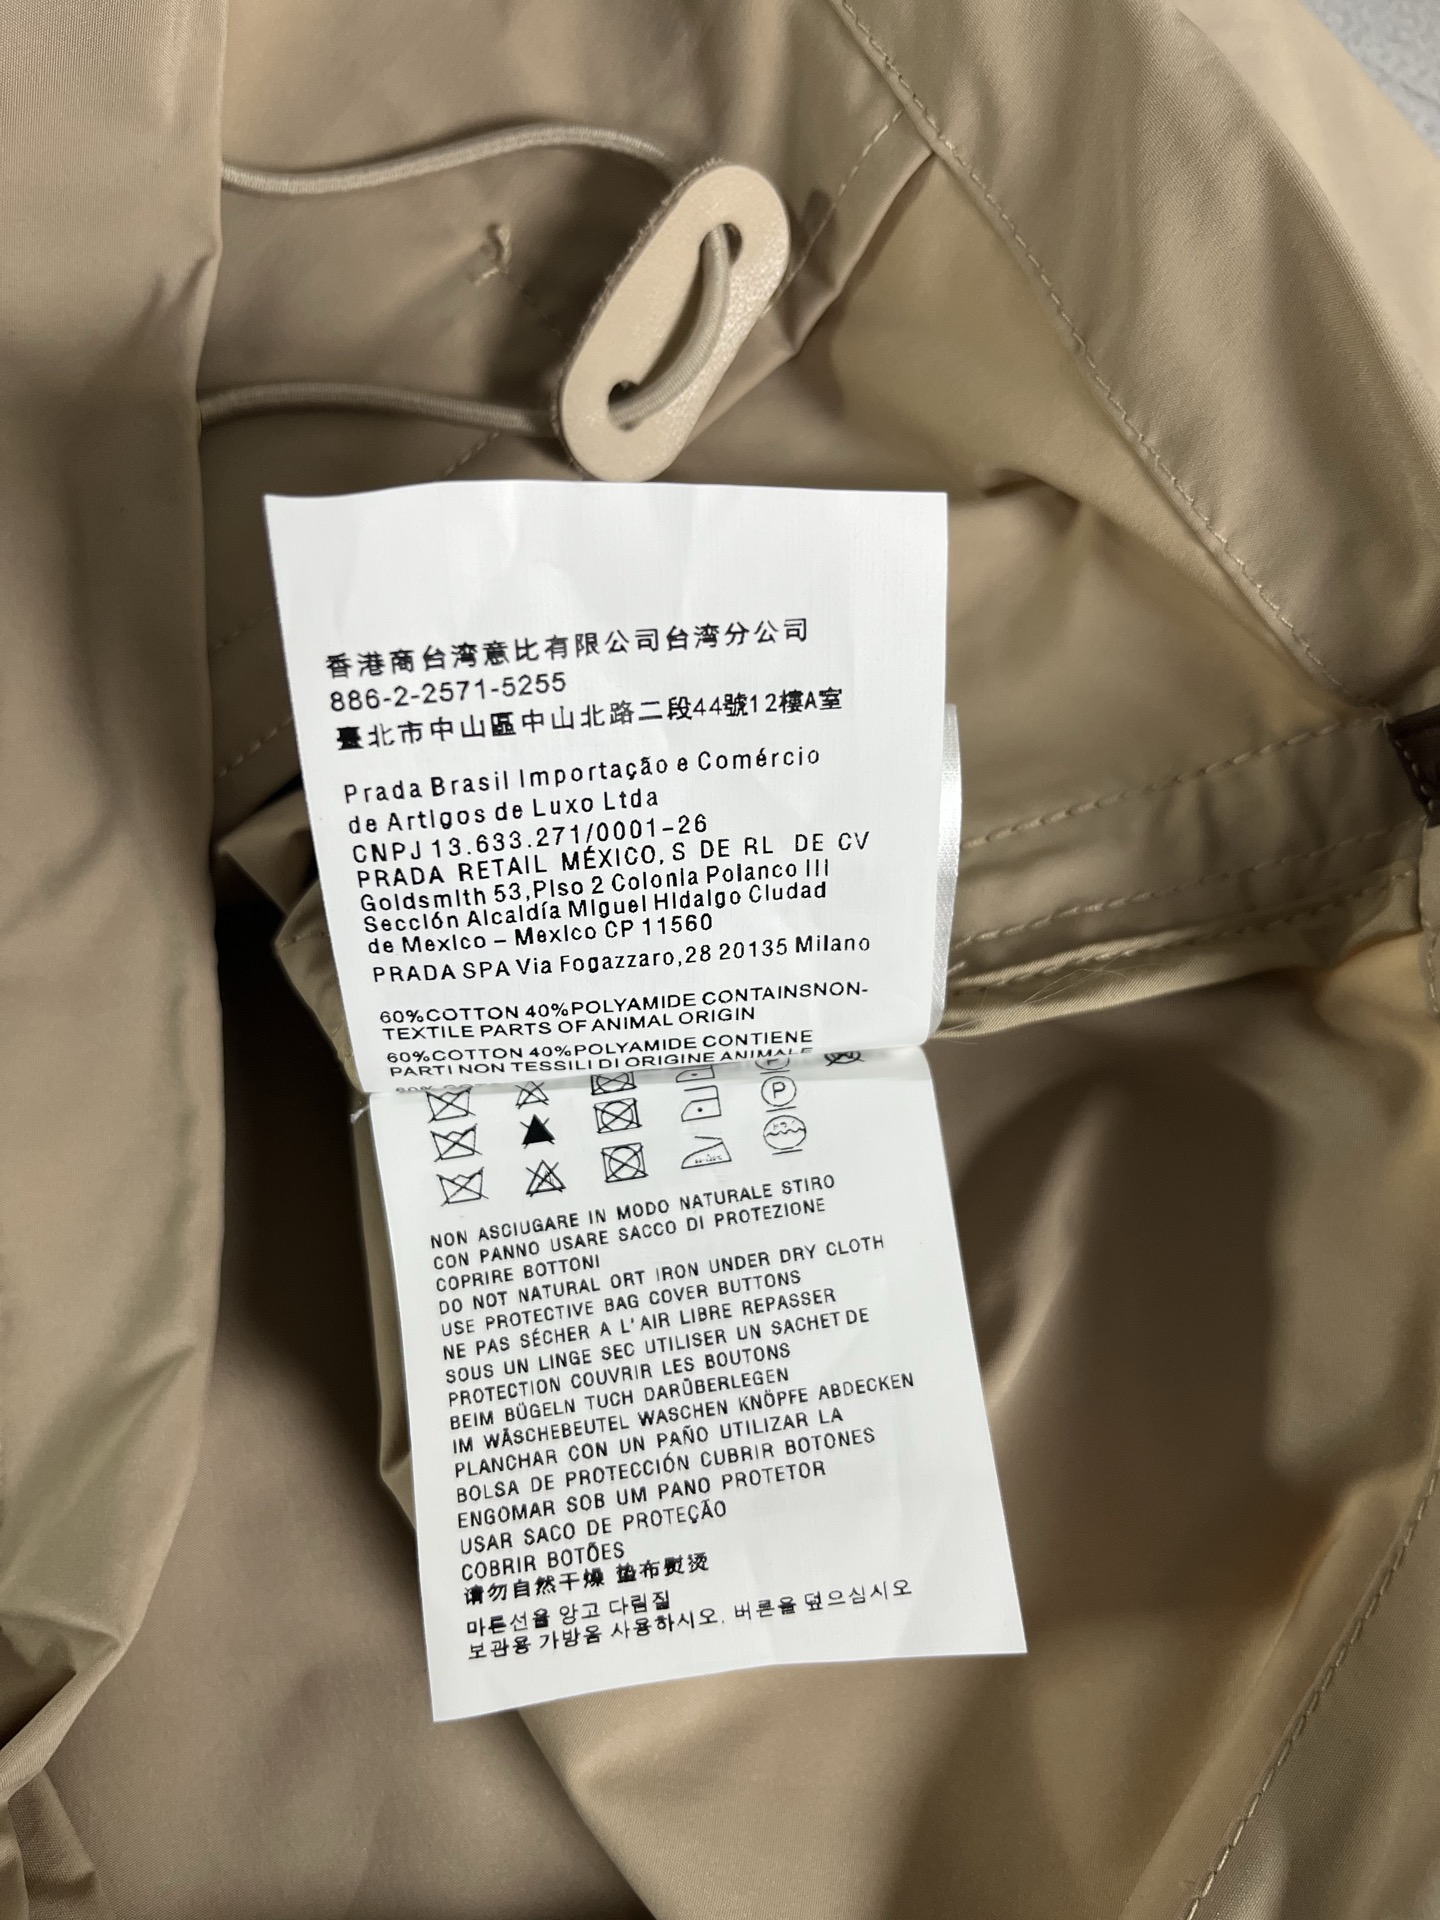 香港商台湾意比有限公司台湾分公司
886-2-2571-5255
臺北市中山區中山北路二段44號12樓A室
Prada Brasil Importação e Comércio
de Artigos de Luxo Ltda
CNPJ 13.633.271/0001-26
PRADA RETAIL MÉXICO, S DE RL DE CV
Goldsmith 53, Piso 2 Colonia Polanco III
Sección Alcaldía Miguel Hidalgo Ciudad
de Mexico – Mexico CP 11560
PRADA SPA Via Fogazzaro, 28 20135 Milano
60%COTTON 40%POLYAMIDE CONTAINSNON-
TEXTILE PARTS OF ANIMAL ORIGIN
60%COTTON 40%POLYAMIDE CONTIENE
PARTI NON TESSILI DI ORIGINE ANIMALE
P
P
NON ASCIUGARE IN MODO NATURALE STIRO
CON PANNO USARE SACCO DI PROTEZIONE
COPRIRE BOTTONI
DO NOT NATURAL ORT IRON UNDER DRY CLOTH
USE PROTECTIVE BAG COVER BUTTONS
NE PAS SÉCHER A L'AIR LIBRE REPASSER
SOUS UN LINGE SEC UTILISER UN SACHET DE
PROTECTION COUVRIR LES BOUTONS
BEIM BÜGELN TUCH DARÜBERLEGEN
IM WÄSCHEBEUTEL WASCHEN KNÖPFE ABDECKEN
PLANCHAR CON UN PAÑO UTILIZAR LA
BOLSA DE PROTECCIÓN CUBRIR BOTONES
ENGOMAR SOB UM PANO PROTETOR
USAR SACO DE PROTEÇÃO
COBRIR BOTÕES
请勿自然干燥 垫布熨烫
마른선을 앙고 다림질
보관용 가방움 사용하시오. 버튼을 덮으십시오